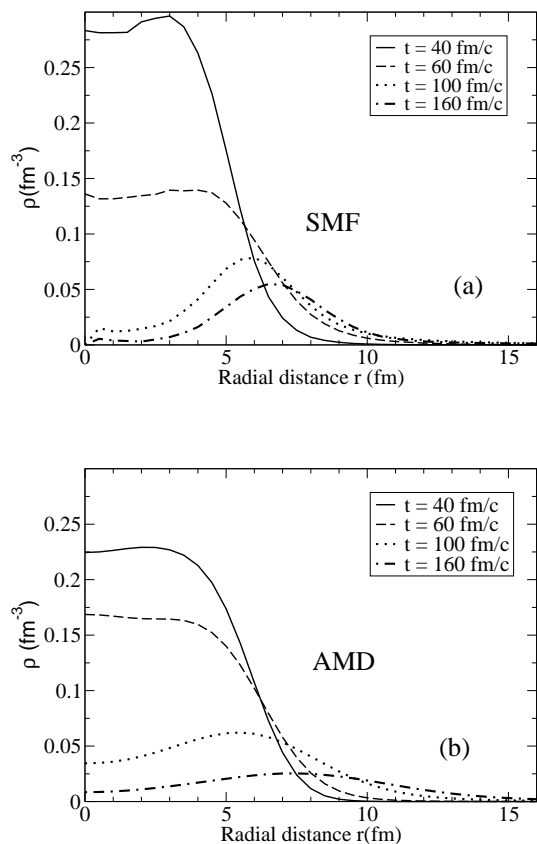 0.25
0.2
0.15
0.1
0.05
0
ρ(fm⁻³)
t = 40 fm/c
t = 60 fm/c
t = 100 fm/c
t = 160 fm/c
SMF
(a)
0 5 10 15
Radial distance r (fm)
0.25
0.2
0.15
0.1
0.05
0
ρ (fm⁻³)
t = 40 fm/c
t = 60 fm/c
t = 100 fm/c
t = 160 fm/c
AMD
(b)
0 5 10 15
Radial distance r(fm)